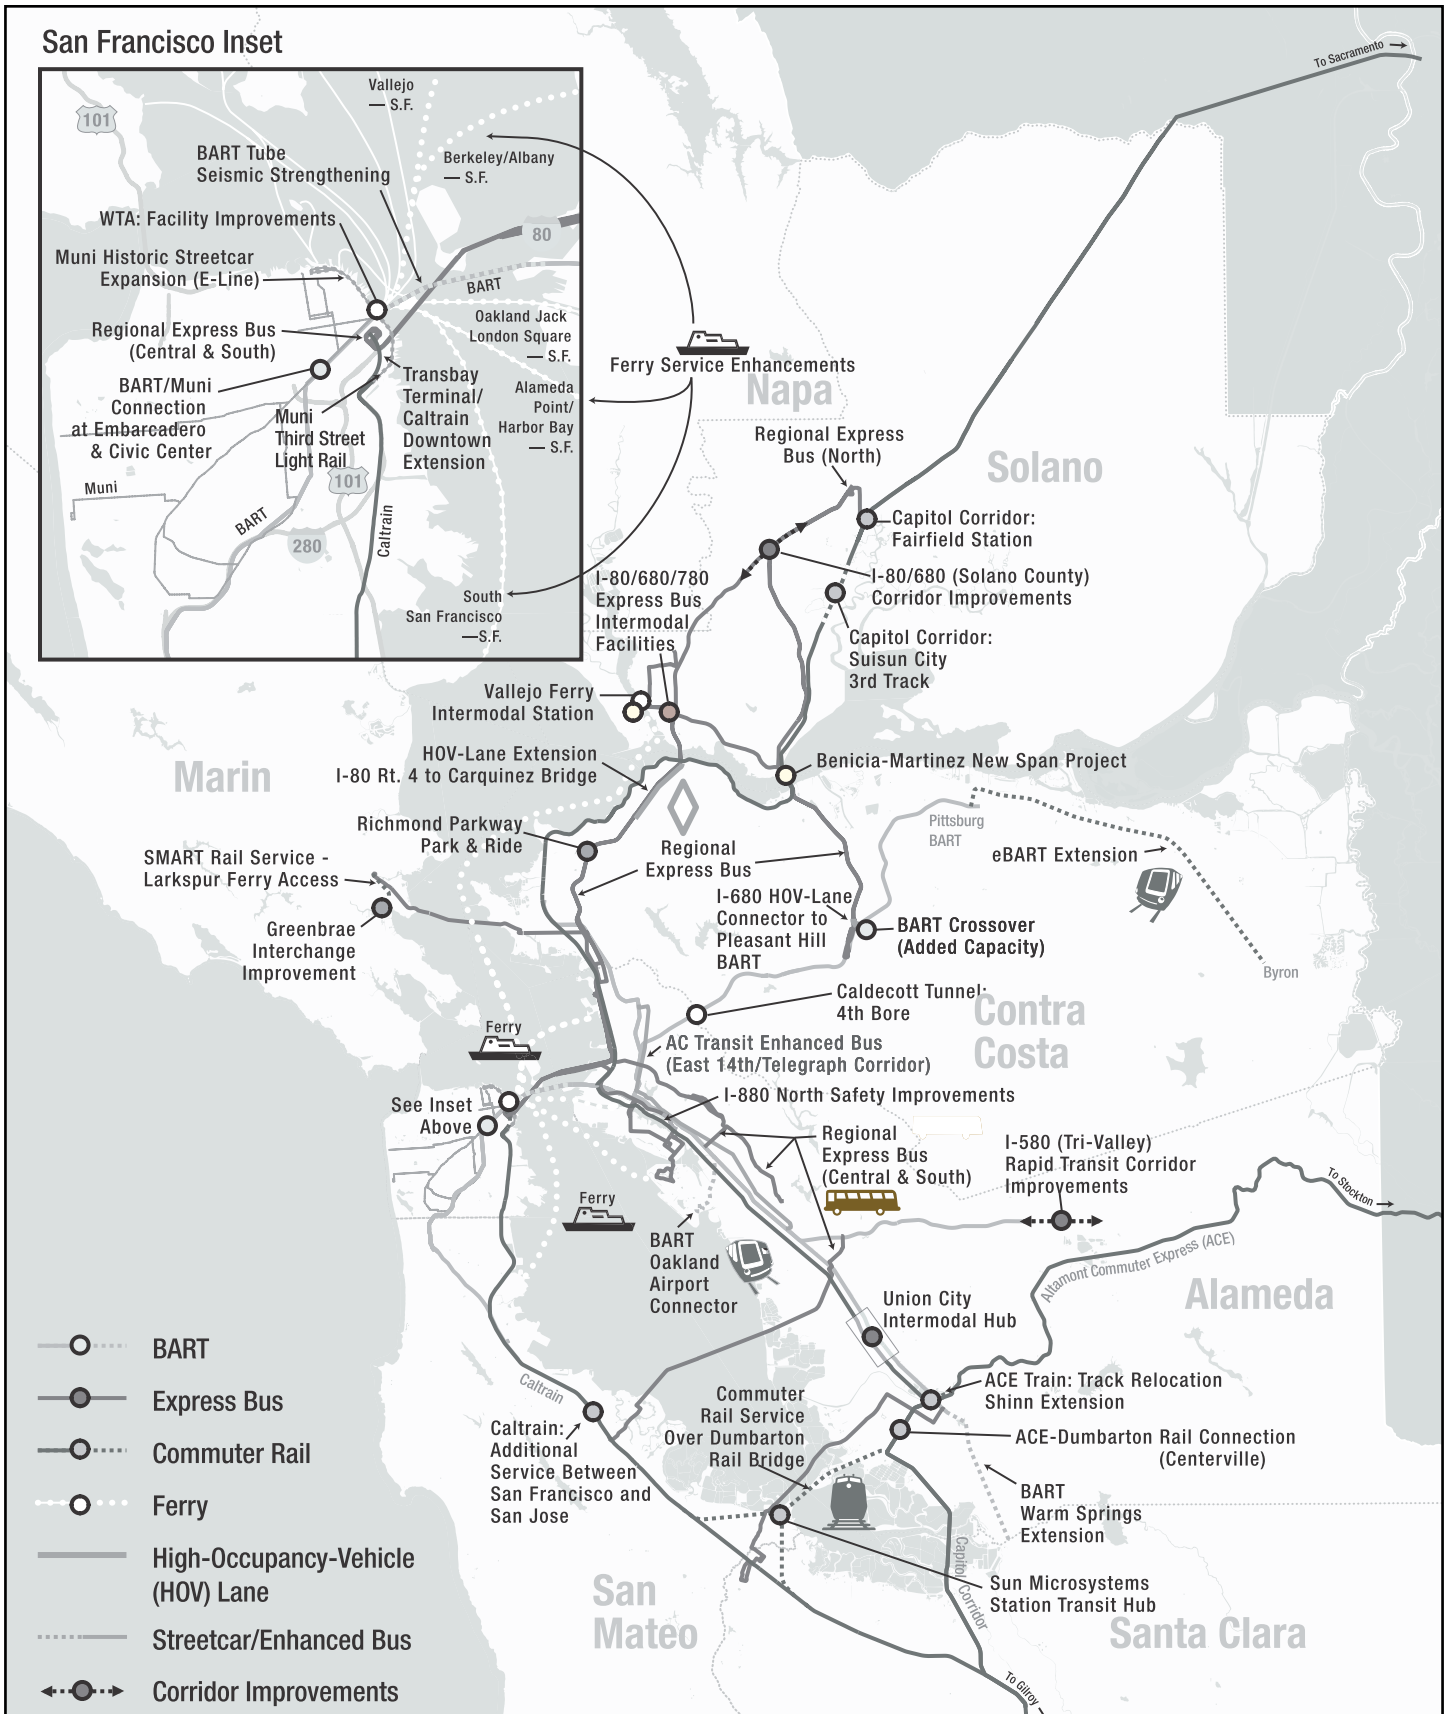 San Francisco Inset
To Sacramento
101
Vallejo
— S.F.
BART Tube
Seismic Strengthening
Berkeley/Albany
— S.F.
WTA: Facility Improvements
80
Muni Historic Streetcar
Expansion (E-Line)
BART
Regional Express Bus
(Central & South)
Oakland Jack
London Square
— S.F.
BART/Muni
Connection
at Embarcadero
& Civic Center
Muni
Third Street
Light Rail
Transbay
Terminal/
Caltrain
Downtown
Extension
Alameda
Point/
Harbor Bay
— S.F.
101
Muni
BART
280
Caltrain
South
San Francisco
—S.F.
Ferry Service Enhancements
Napa
Regional Express
Bus (North)
Solano
Capitol Corridor:
Fairfield Station
I-80/680 (Solano County)
Corridor Improvements
I-80/680/780
Express Bus
Intermodal
Facilities
Capitol Corridor:
Suisun City
3rd Track
Vallejo Ferry
Intermodal Station
HOV-Lane Extension
I-80 Rt. 4 to Carquinez Bridge
Benicia-Martinez New Span Project
Marin
Richmond Parkway
Park & Ride
Pittsburg
BART
eBART Extension
SMART Rail Service -
Larkspur Ferry Access
Regional
Express Bus
Greenbrae
Interchange
Improvement
I-680 HOV-Lane
Connector to
Pleasant Hill
BART
BART Crossover
(Added Capacity)
Byron
Caldecott Tunnel:
4th Bore
Contra
Costa
Ferry
AC Transit Enhanced Bus
(East 14th/Telegraph Corridor)
I-880 North Safety Improvements
See Inset
Above
Regional
Express Bus
(Central & South)
I-580 (Tri-Valley)
Rapid Transit Corridor
Improvements
To Stockton
Ferry
BART
Oakland
Airport
Connector
Altamont Commuter Express (ACE)
Alameda
Union City
Intermodal Hub
Caltrain
Commuter
Rail Service
Over Dumbarton
Rail Bridge
ACE Train: Track Relocation
Shinn Extension
Caltrain:
Additional
Service Between
San Francisco and
San Jose
ACE-Dumbarton Rail Connection
(Centerville)
BART
Warm Springs
Extension
Capitol Corridor
Sun Microsystems
Station Transit Hub
San
Mateo
Santa Clara
To Gilroy
BART
Express Bus
Commuter Rail
Ferry
High-Occupancy-Vehicle
(HOV) Lane
Streetcar/Enhanced Bus
Corridor Improvements